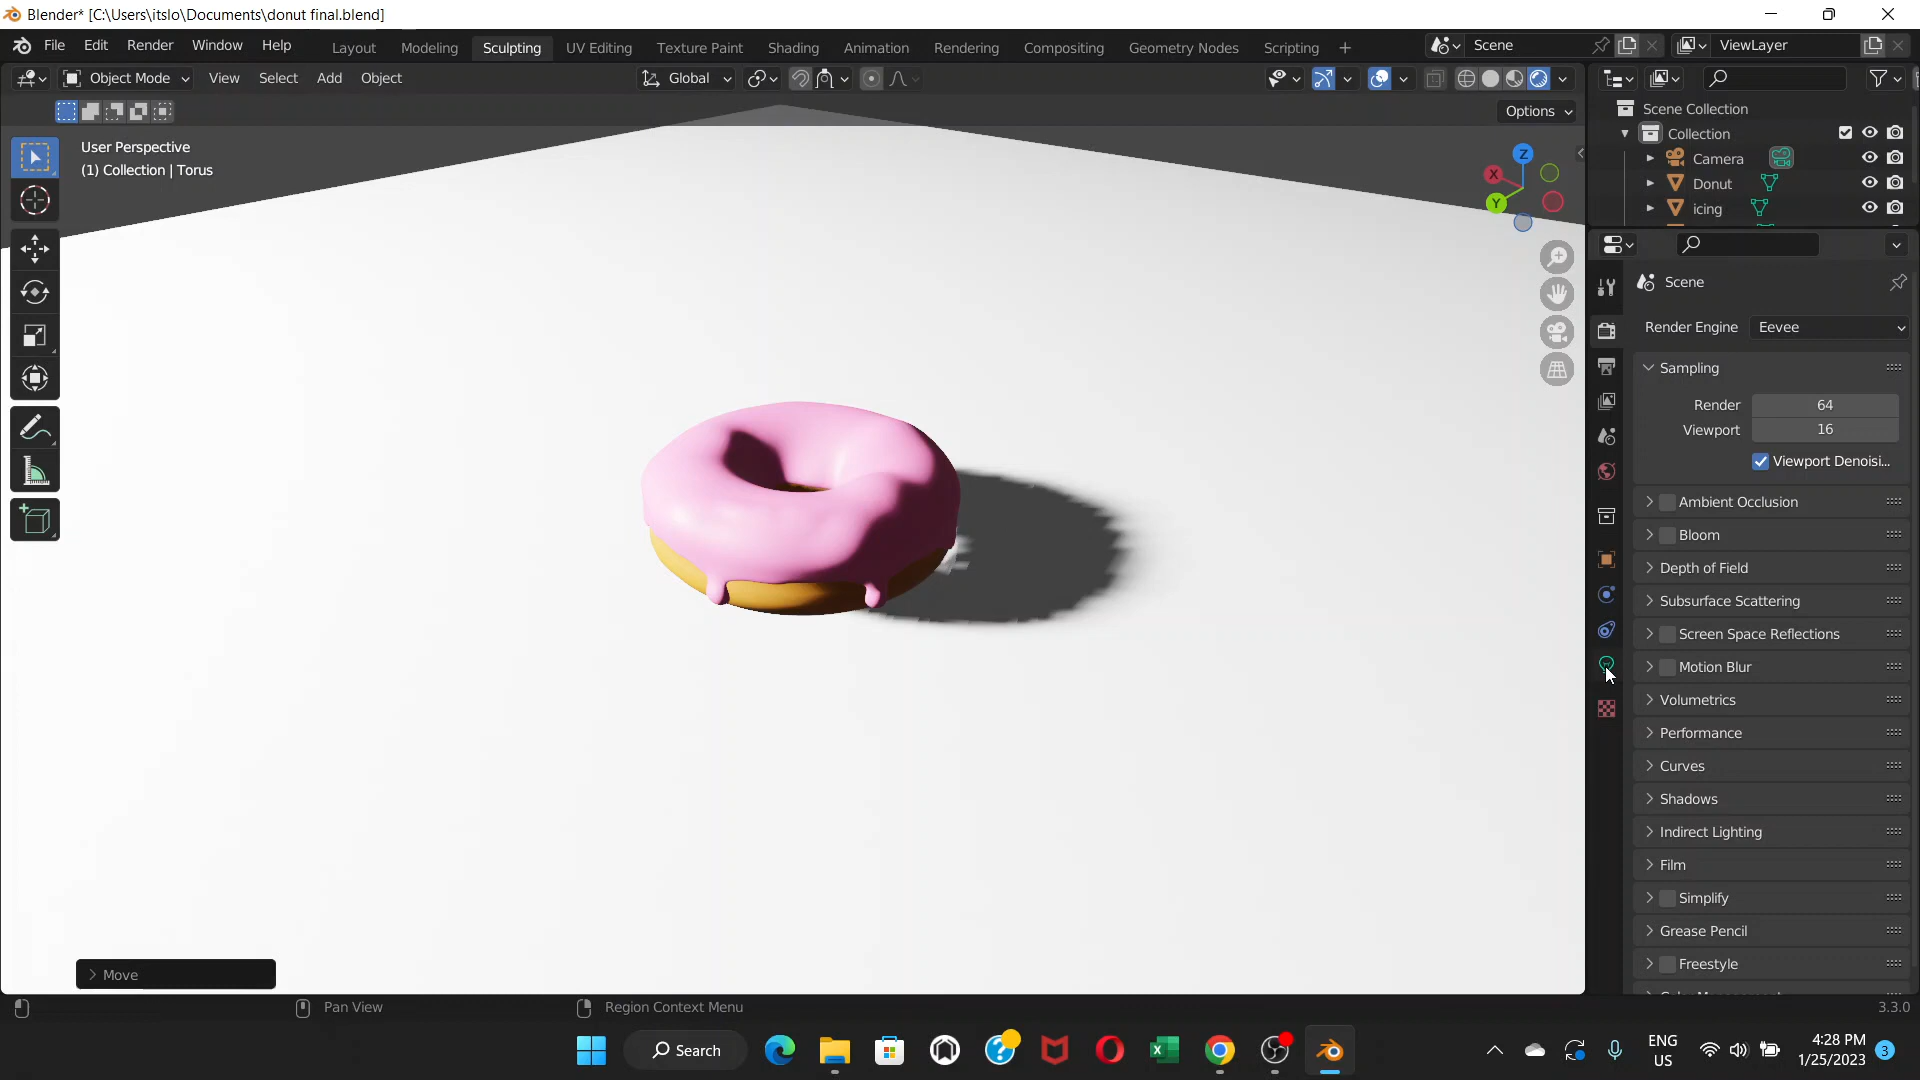 Blender* [C:\Users\itslo\Documents\donut final.blend]
File Edit Render Window Help
Layout Modeling Sculpting UV Editing Texture Paint Shading Animation Rendering Compositing Geometry Nodes Scripting +
Scene
ViewLayer
Object Mode View Select Add Object
Global
Options
User Perspective
(1) Collection | Torus
Z
X
Y
Scene Collection
Collection
Camera
Donut
icing
Scene
Render Engine Eevee
Sampling
Render 64
Viewport 16
Viewport Denoisi...
Ambient Occlusion
Bloom
Depth of Field
Subsurface Scattering
Screen Space Reflections
Motion Blur
Volumetrics
Performance
Curves
Shadows
Indirect Lighting
Film
Simplify
Grease Pencil
Freestyle
Move
Pan View
Region Context Menu
3.3.0
Search
ENG
US
4:28 PM
1/25/2023
3